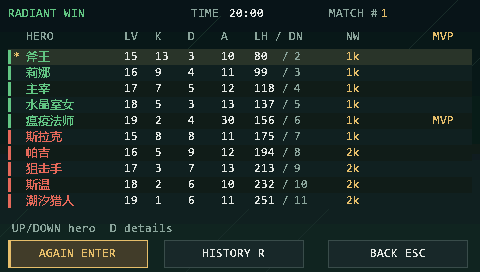 RADIANT WIN TIME 20:00 MATCH #1
HERO LV K D A LH / DN NW MVP
* 斧王 15 13 3 10 80 / 2 1k
莉娜 16 9 4 11 99 / 3 1k
主宰 17 7 5 12 118 / 4 1k
水晶室女 18 5 3 13 137 / 5 1k
瘟疫法师 19 2 4 30 156 / 6 1k MVP
斯拉克 15 8 8 11 175 / 7 1k
帕吉 16 5 9 12 194 / 8 2k
狙击手 17 3 7 13 213 / 9 2k
斯温 18 2 6 10 232 / 10 2k
潮汐猎人 19 1 6 11 251 / 11 2k
UP/DOWN hero D details
AGAIN ENTER HISTORY R BACK ESC